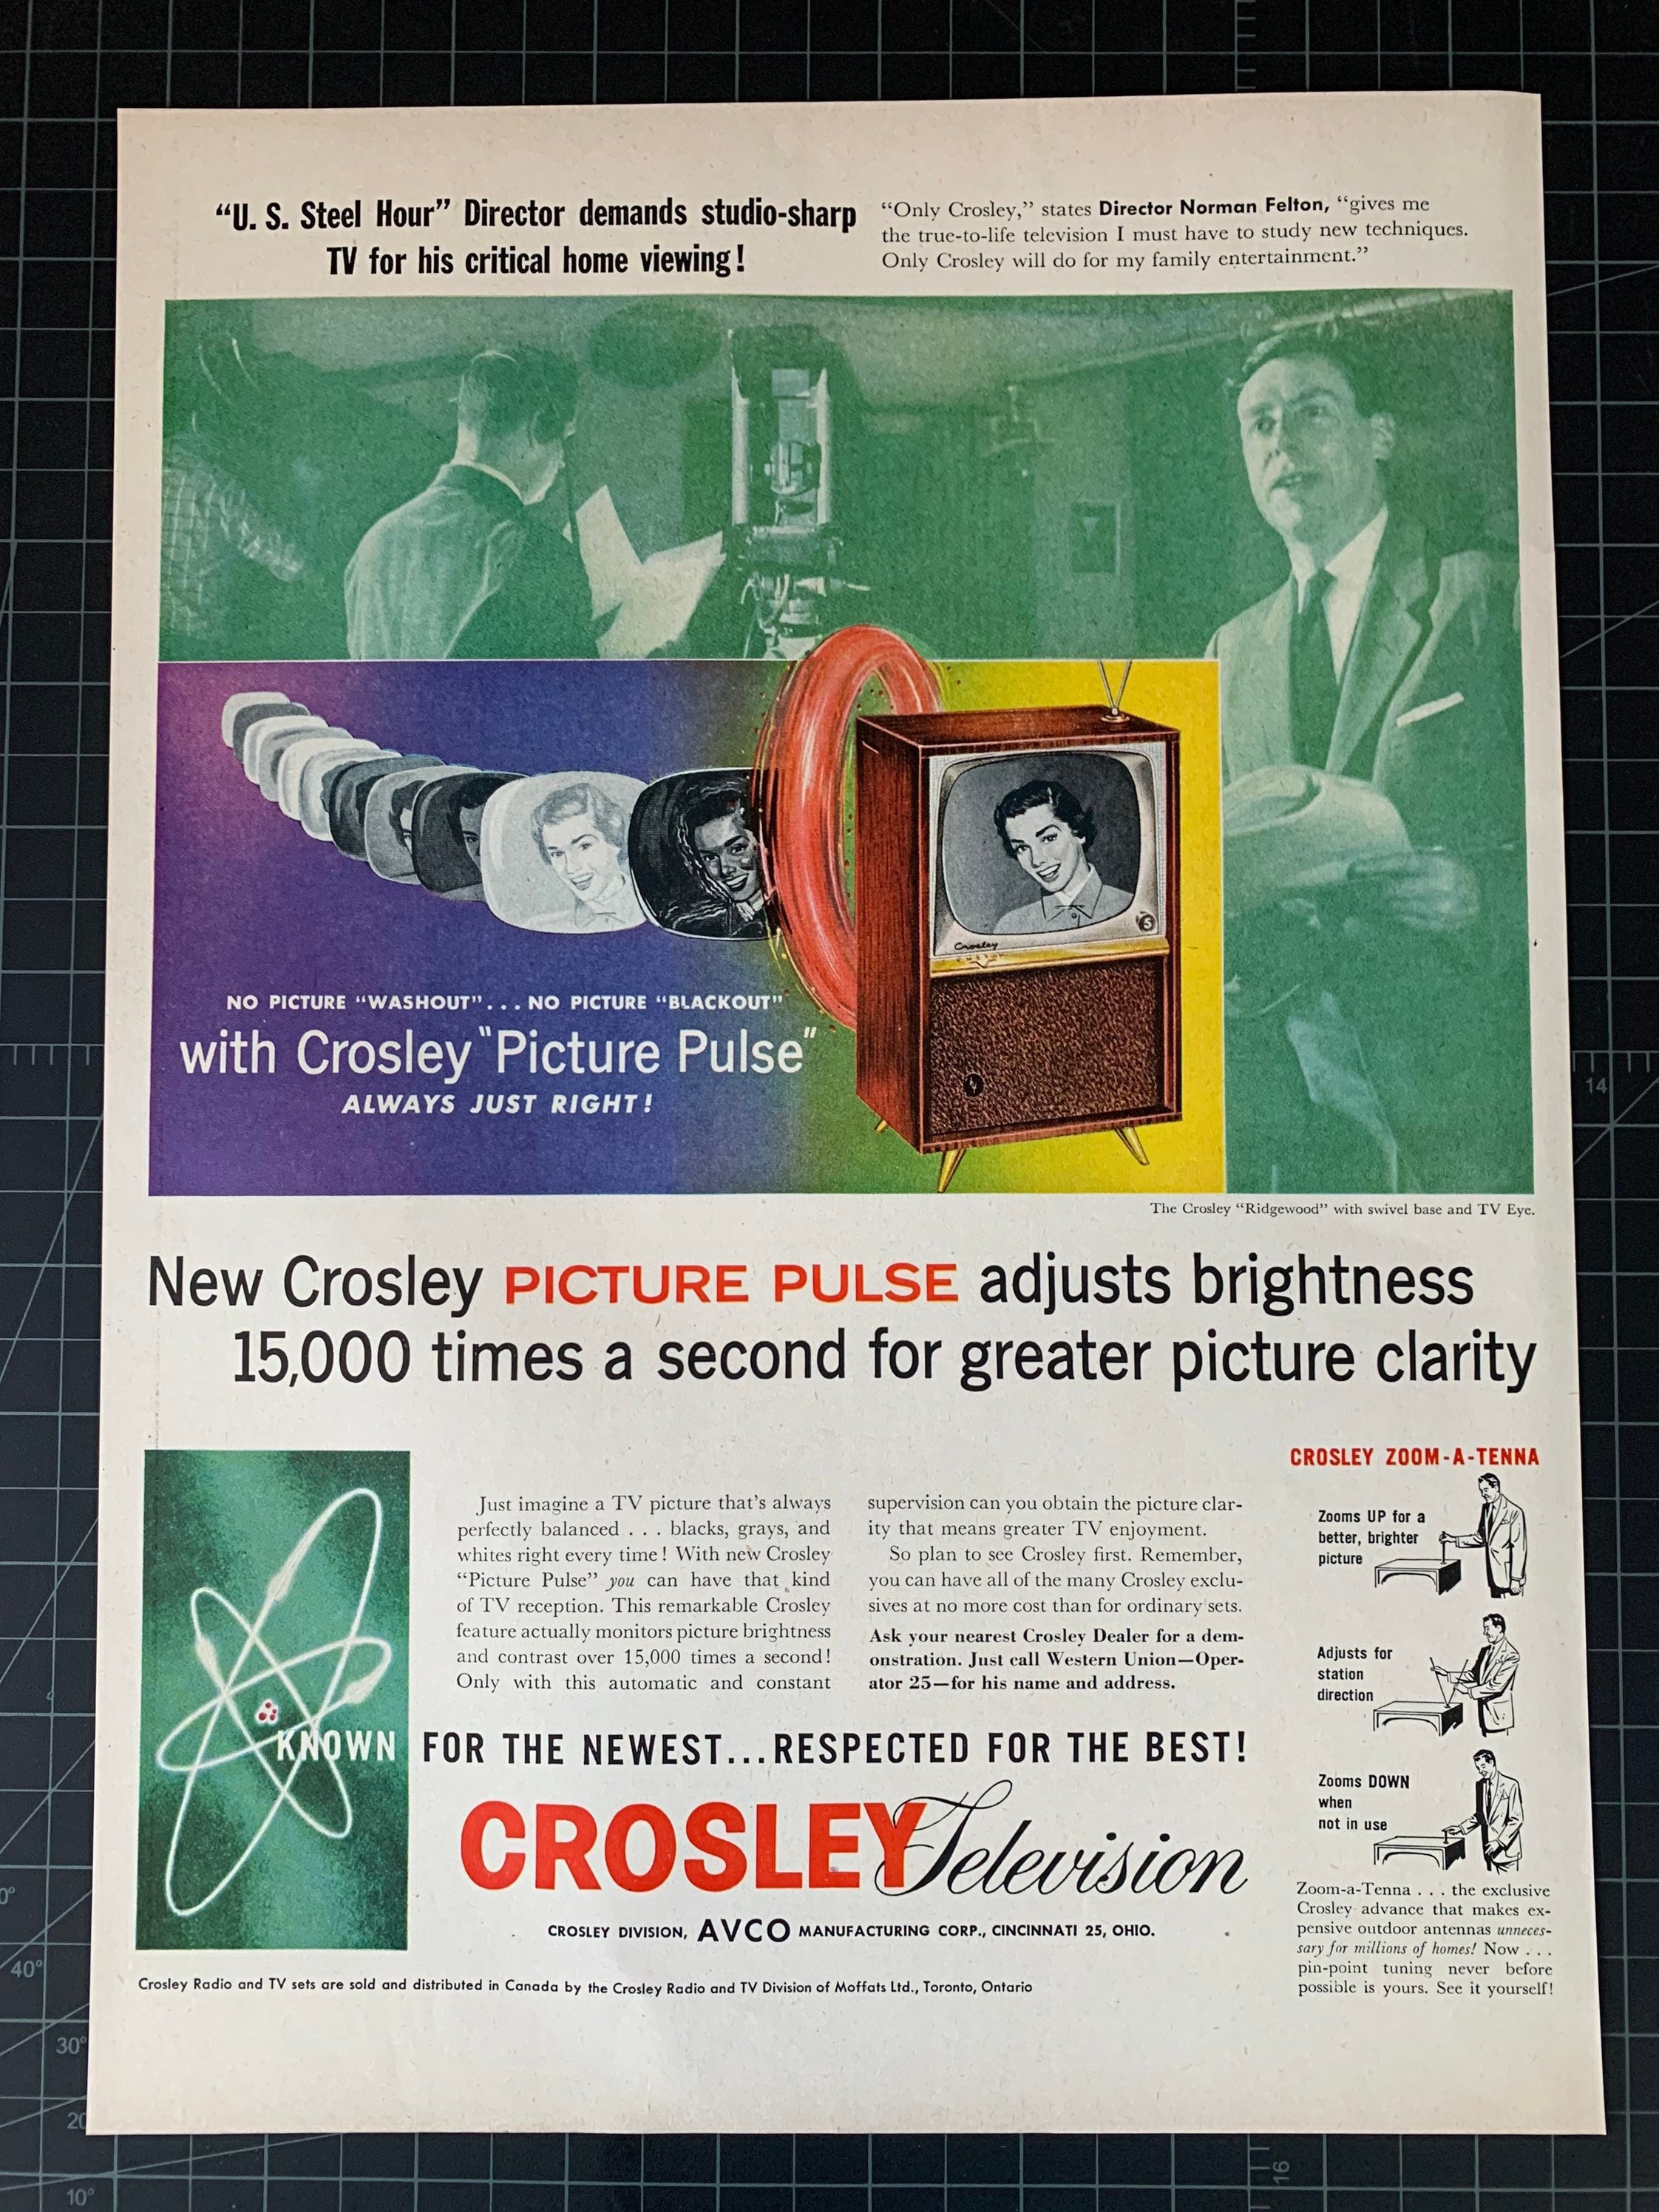 “U. S. Steel Hour” Director demands studio-sharp
TV for his critical home viewing!
“Only Crosley,” states Director Norman Felton, “gives me
the true-to-life television I must have to study new techniques.
Only Crosley will do for my family entertainment.”
Crosley
NO PICTURE “WASHOUT”. . . NO PICTURE “BLACKOUT”
with Crosley “Picture Pulse”
ALWAYS JUST RIGHT!
The Crosley “Ridgewood” with swivel base and TV Eye.
New Crosley PICTURE PULSE adjusts brightness
15,000 times a second for greater picture clarity
Just imagine a TV picture that’s always
perfectly balanced . . . blacks, grays, and
whites right every time! With new Crosley
“Picture Pulse” you can have that kind
of TV reception. This remarkable Crosley
feature actually monitors picture brightness
and contrast over 15,000 times a second!
Only with this automatic and constant
supervision can you obtain the picture clar-
ity that means greater TV enjoyment.
So plan to see Crosley first. Remember,
you can have all of the many Crosley exclu-
sives at no more cost than for ordinary sets.
Ask your nearest Crosley Dealer for a dem-
onstration. Just call Western Union—Oper-
ator 25—for his name and address.
KNOWN FOR THE NEWEST...RESPECTED FOR THE BEST!
CROSLEY Television
CROSLEY DIVISION, AVCO MANUFACTURING CORP., CINCINNATI 25, OHIO.
Crosley Radio and TV sets are sold and distributed in Canada by the Crosley Radio and TV Division of Moffats Ltd., Toronto, Ontario
CROSLEY ZOOM-A-TENNA
Zooms UP for a
better, brighter
picture
Adjusts for
station
direction
Zooms DOWN
when
not in use
Zoom-a-Tenna . . . the exclusive
Crosley advance that makes ex-
pensive outdoor antennas unneces-
sary for millions of homes! Now . . .
pin-point tuning never before
possible is yours. See it yourself!
14
16
40°
30°
20
10°